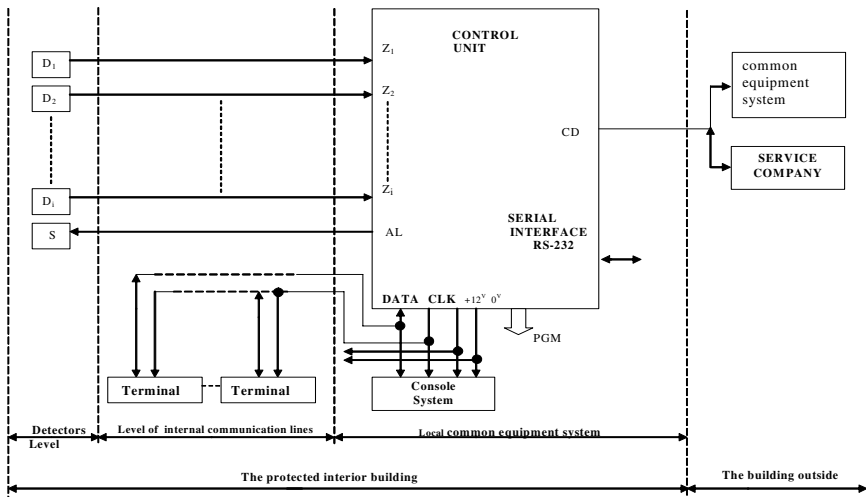 CONTROL
UNIT
D1
Z1
D2
Z2
Di
Zi
S
AL
CD
SERIAL
INTERFACE
RS-232
common
equipment
system
SERVICE
COMPANY
DATA CLK +12V 0V
PGM
Terminal
Terminal
Console
System
Detectors
Level
Level of internal communication lines
Local common equipment system
The protected interior building
The building outside